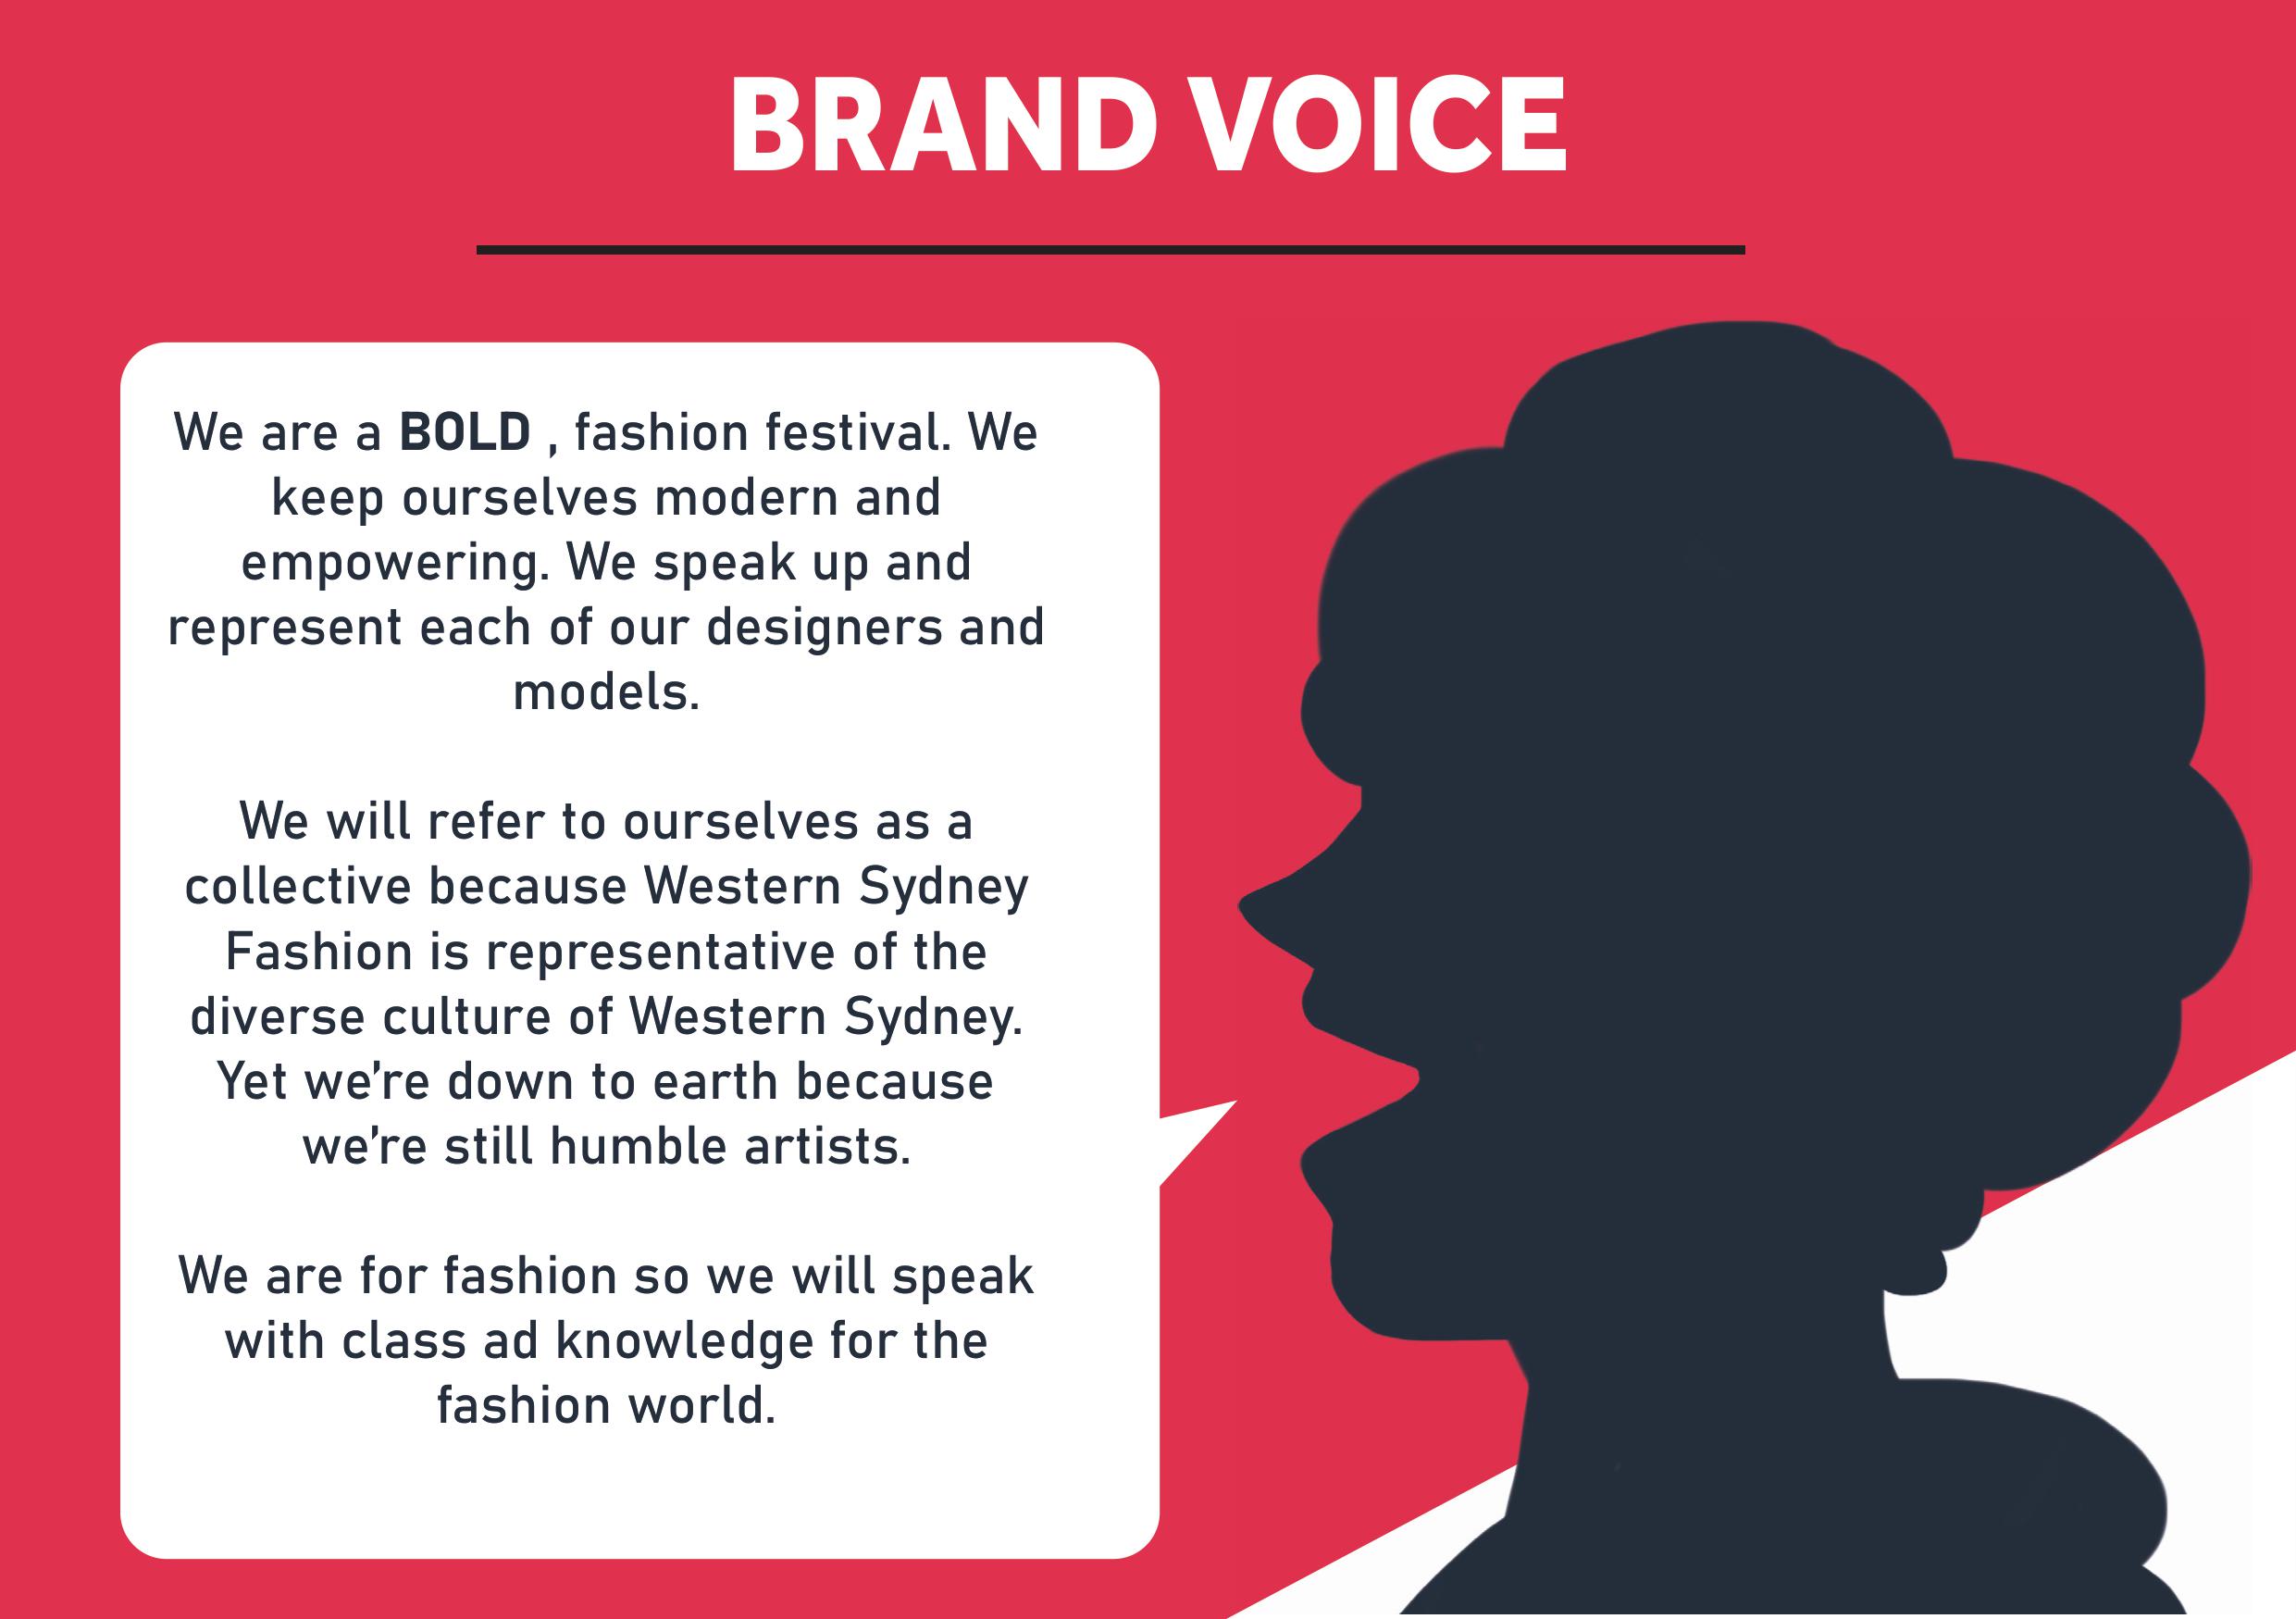 BRAND VOICE
We are a BOLD , fashion festival. We
keep ourselves modern and
empowering. We speak up and
represent each of our designers and
models.
We will refer to ourselves as a
collective because Western Sydney
Fashion is representative of the
diverse culture of Western Sydney.
Yet we're down to earth because
we're still humble artists.
We are for fashion so we will speak
with class ad knowledge for the
fashion world.